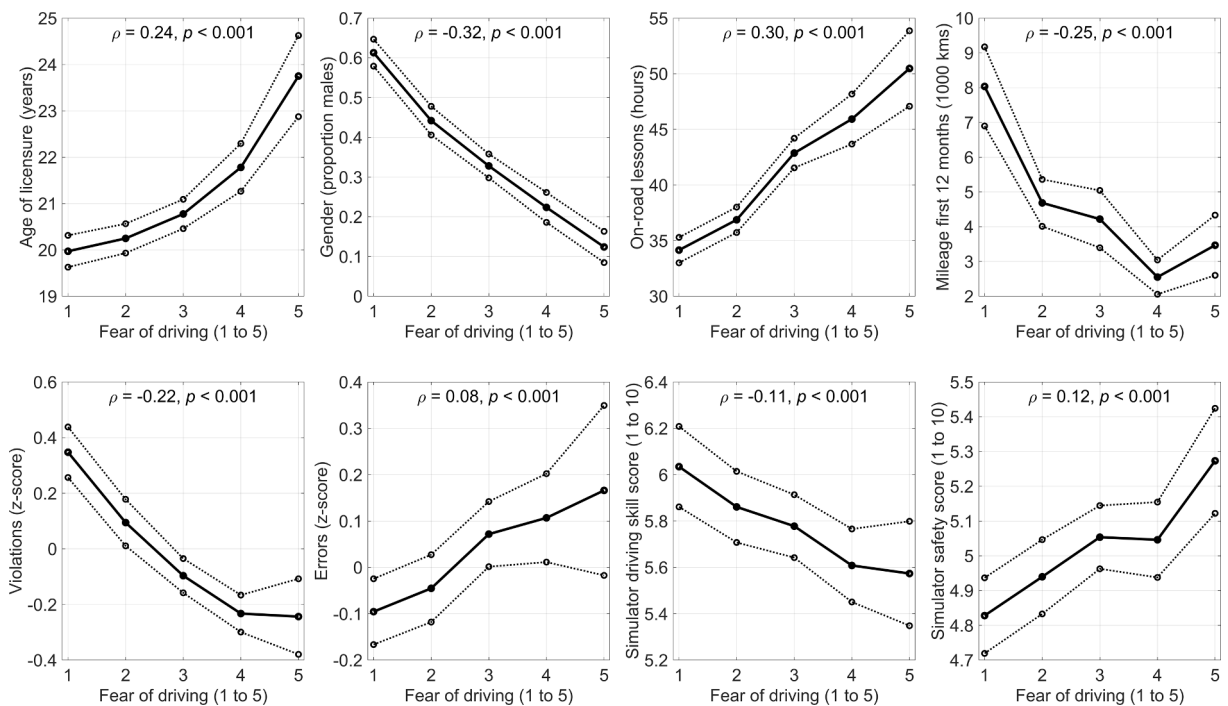 ρ = 0.24, p < 0.001
Age of licensure (years)
25
24
23
22
21
20
19
1 2 3 4 5
Fear of driving (1 to 5)
ρ = -0.32, p < 0.001
Gender (proportion males)
0.7
0.6
0.5
0.4
0.3
0.2
0.1
0
1 2 3 4 5
Fear of driving (1 to 5)
ρ = 0.30, p < 0.001
On-road lessons (hours)
55
50
45
40
35
30
1 2 3 4 5
Fear of driving (1 to 5)
ρ = -0.25, p < 0.001
Mileage first 12 months (1000 kms)
10
9
8
7
6
5
4
3
2
1 2 3 4 5
Fear of driving (1 to 5)
ρ = -0.22, p < 0.001
Violations (z-score)
0.6
0.4
0.2
0
-0.2
-0.4
1 2 3 4 5
Fear of driving (1 to 5)
ρ = 0.08, p < 0.001
Errors (z-score)
0.4
0.3
0.2
0.1
0
-0.1
-0.2
1 2 3 4 5
Fear of driving (1 to 5)
ρ = -0.11, p < 0.001
Simulator driving skill score (1 to 10)
6.4
6.2
6
5.8
5.6
5.4
5.2
1 2 3 4 5
Fear of driving (1 to 5)
ρ = 0.12, p < 0.001
Simulator safety score (1 to 10)
5.5
5.4
5.3
5.2
5.1
5
4.9
4.8
4.7
1 2 3 4 5
Fear of driving (1 to 5)